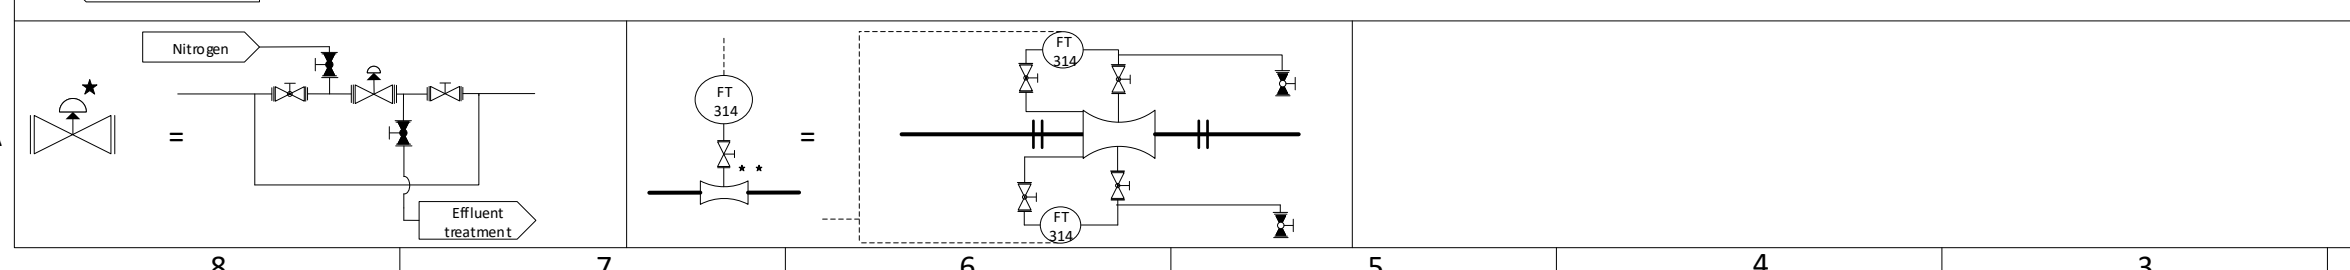 Nitrogen
=
Effluent
treatment
FT
314
=
FT
314
FT
314
8 7 6 5 4 3